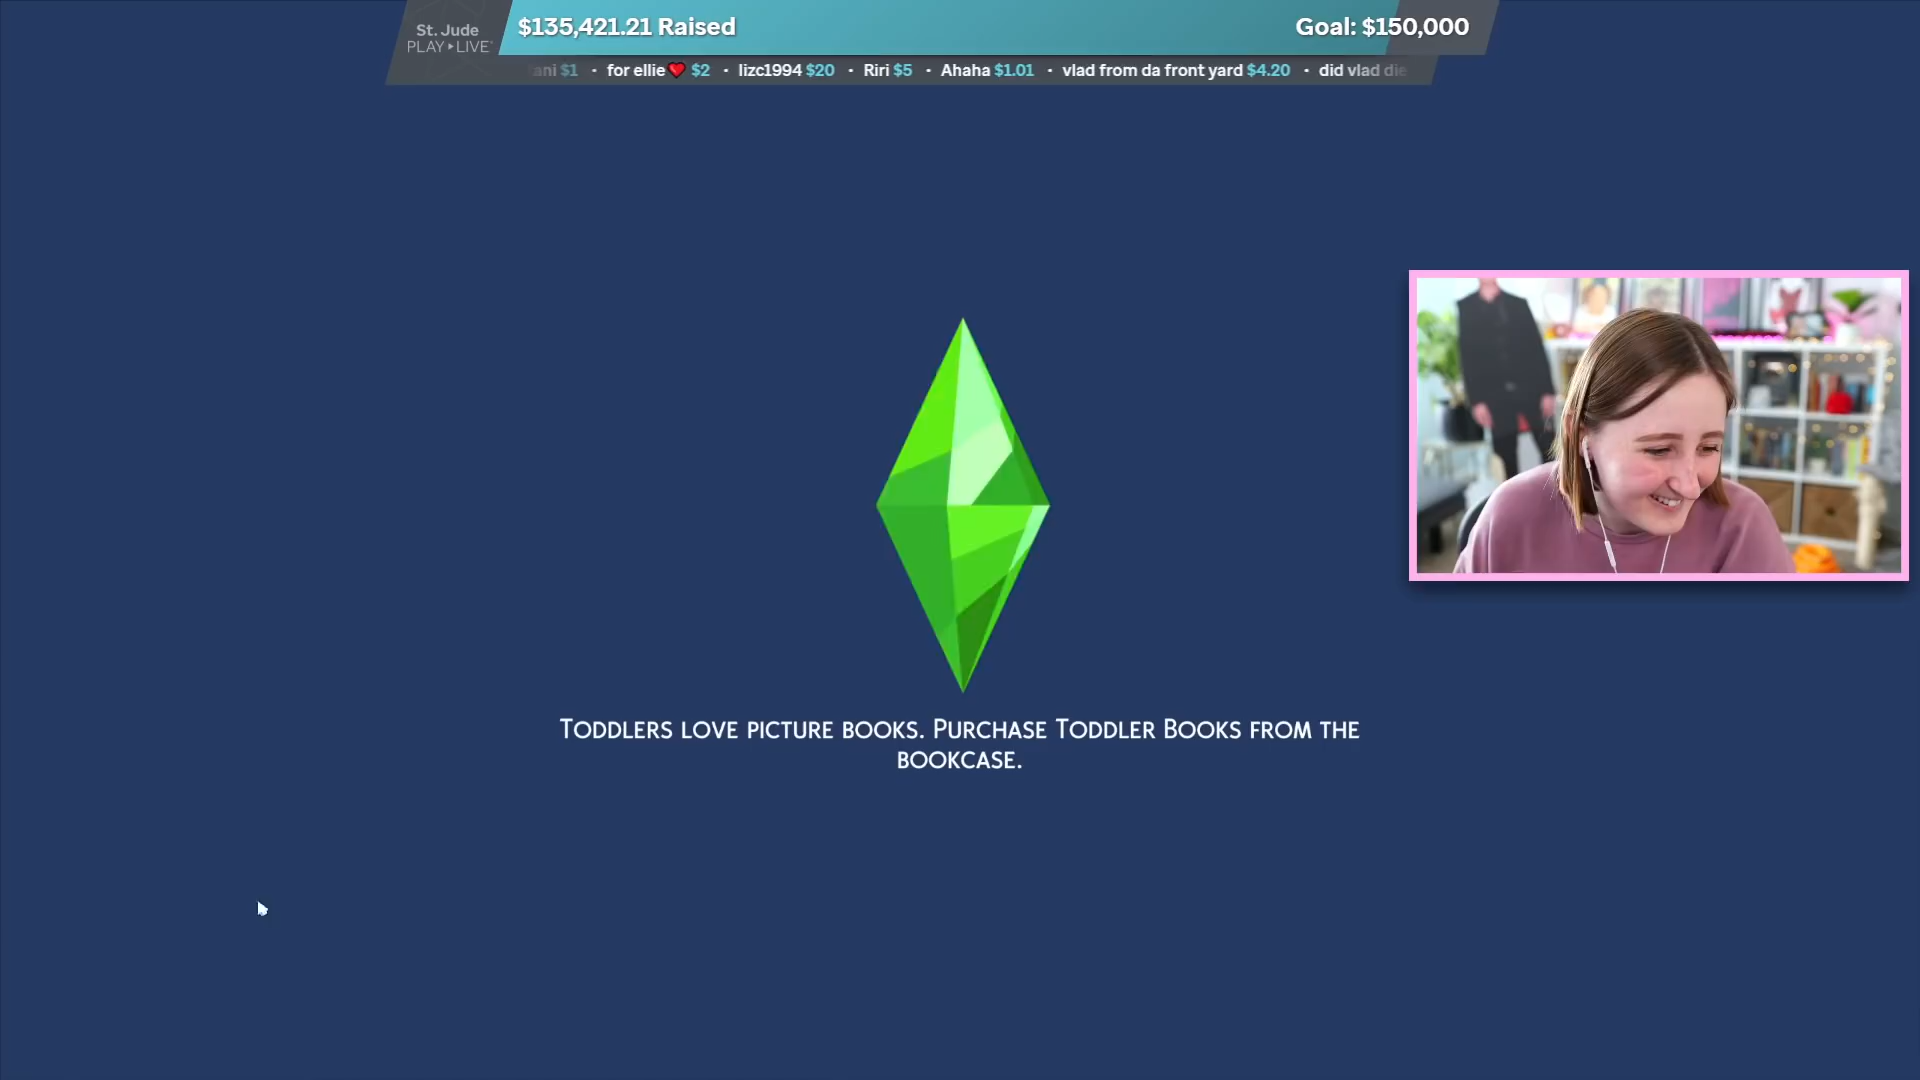 St. Jude
PLAY LIVE
$135,421.21 Raised
Goal: $150,000
ani $1 · for ellie❤️ $2 · lizc1994 $20 · Riri $5 · Ahaha $1.01 · vlad from da front yard $4.20 · did vlad die
TODDLERS LOVE PICTURE BOOKS. PURCHASE TODDLER BOOKS FROM THE
BOOKCASE.